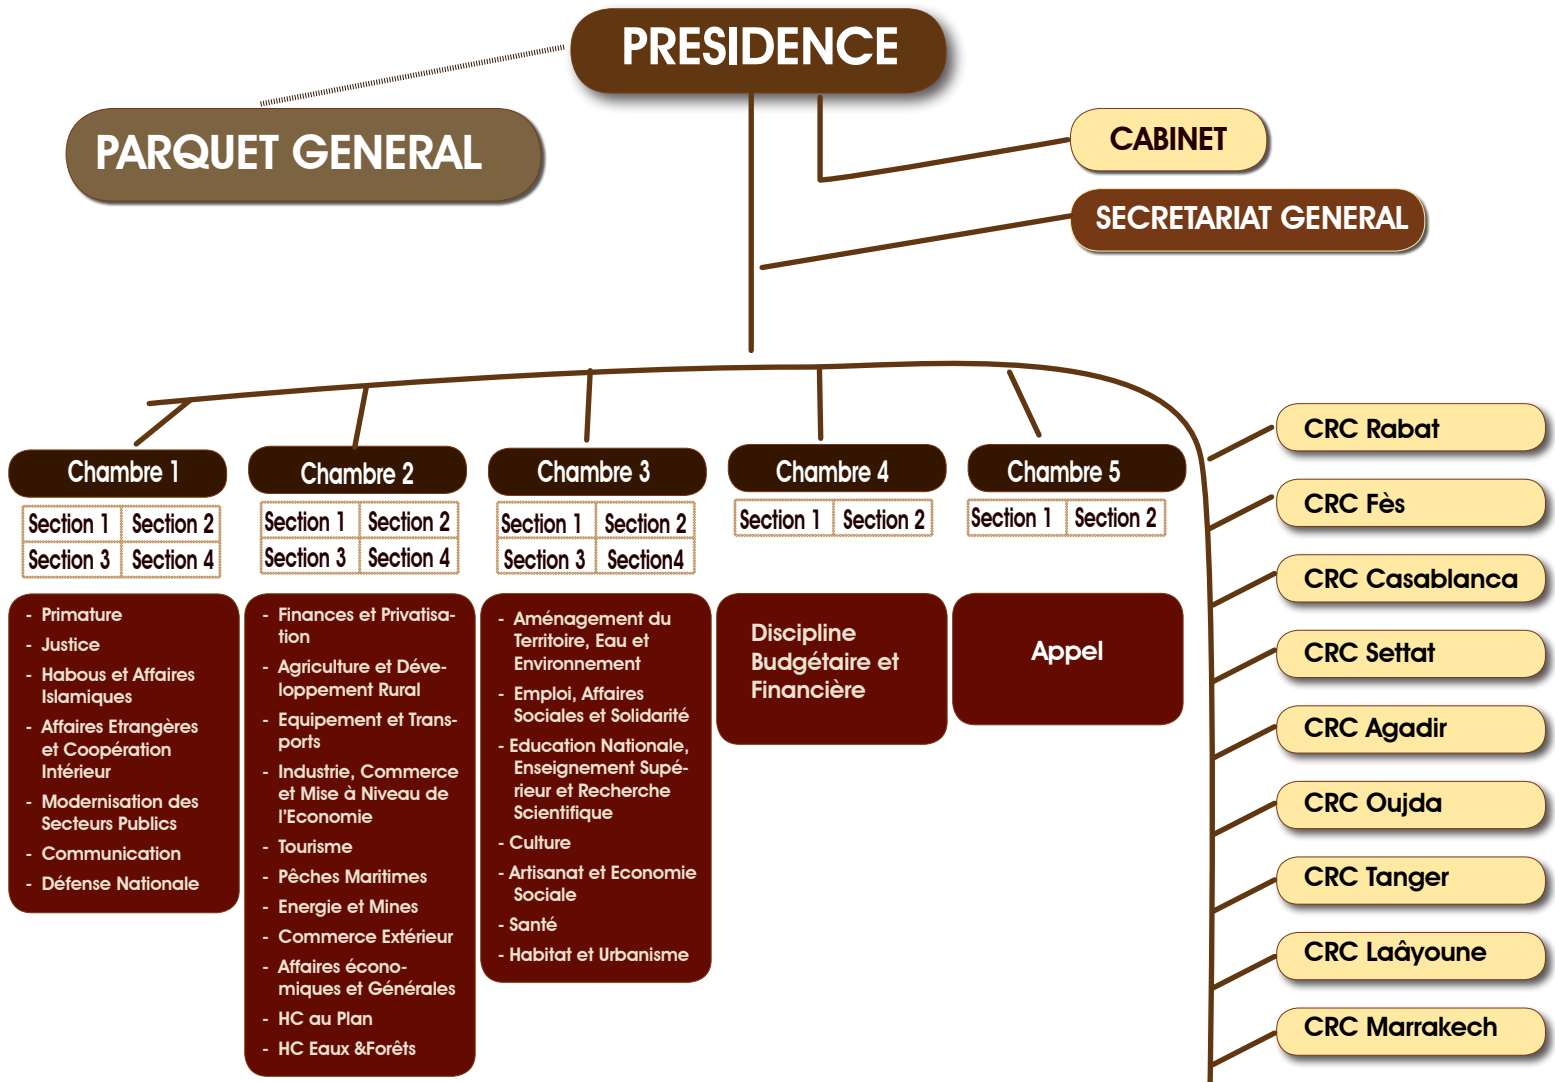 PRESIDENCE
PARQUET GENERAL
CABINET
SECRETARIAT GENERAL
Chambre 1
Section 1
Section 2
Section 3
Section 4
- Primature
- Justice
- Habous et Affaires
Islamiques
- Affaires Etrangères
et Coopération
Intérieur
- Modernisation des
Secteurs Publics
- Communication
- Défense Nationale
Chambre 2
Section 1
Section 2
Section 3
Section 4
- Finances et Privatisa-
tion
- Agriculture et Déve-
loppement Rural
- Equipement et Trans-
ports
- Industrie, Commerce
et Mise à Niveau de
l'Economie
- Tourisme
- Pêches Maritimes
- Energie et Mines
- Commerce Extérieur
- Affaires écono-
miques et Générales
- HC au Plan
- HC Eaux &Forêts
Chambre 3
Section 1
Section 2
Section 3
Section4
- Aménagement du
Territoire, Eau et
Environnement
- Emploi, Affaires
Sociales et Solidarité
- Education Nationale,
Enseignement Supé-
rieur et Recherche
Scientifique
- Culture
- Artisanat et Economie
Sociale
- Santé
- Habitat et Urbanisme
Chambre 4
Section 1
Section 2
Discipline
Budgétaire et
Financière
Chambre 5
Section 1
Section 2
Appel
CRC Rabat
CRC Fès
CRC Casablanca
CRC Settat
CRC Agadir
CRC Oujda
CRC Tanger
CRC Laâyoune
CRC Marrakech